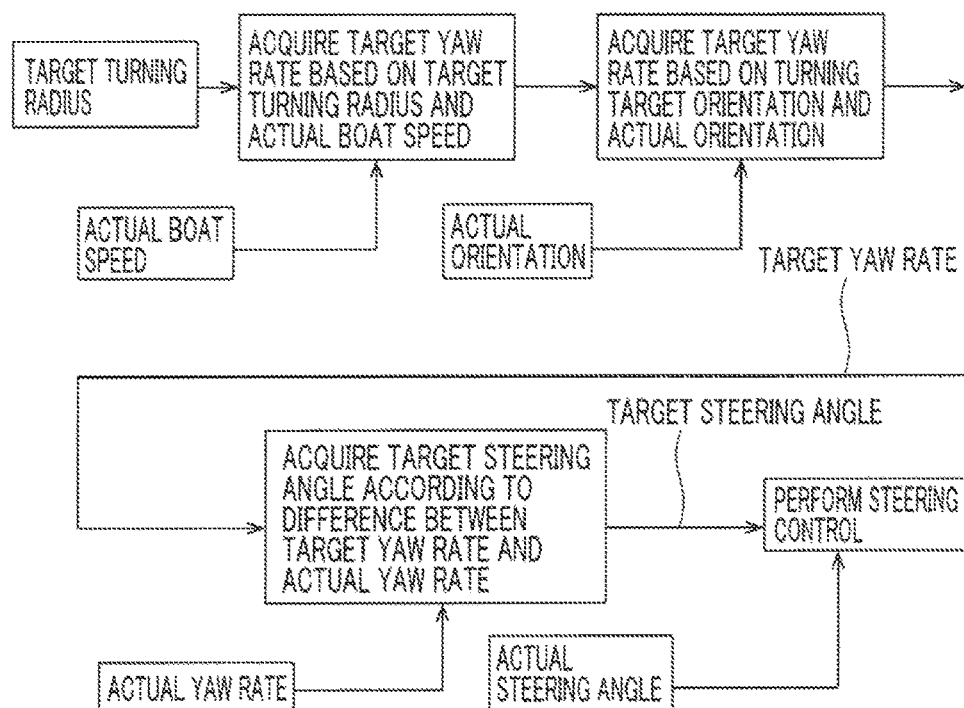 TARGET TURNING
RADIUS
ACQUIRE TARGET YAW
RATE BASED ON TARGET
TURNING RADIUS AND
ACTUAL BOAT SPEED
ACQUIRE TARGET YAW
RATE BASED ON TURNING
TARGET ORIENTATION AND
ACTUAL ORIENTATION
ACTUAL BOAT
SPEED
ACTUAL
ORIENTATION
TARGET YAW RATE
TARGET STEERING ANGLE
ACQUIRE TARGET STEERING
ANGLE ACCORDING TO
DIFFERENCE BETWEEN
TARGET YAW RATE AND
ACTUAL YAW RATE
PERFORM STEERING
CONTROL
ACTUAL YAW RATE
ACTUAL
STEERING ANGLE